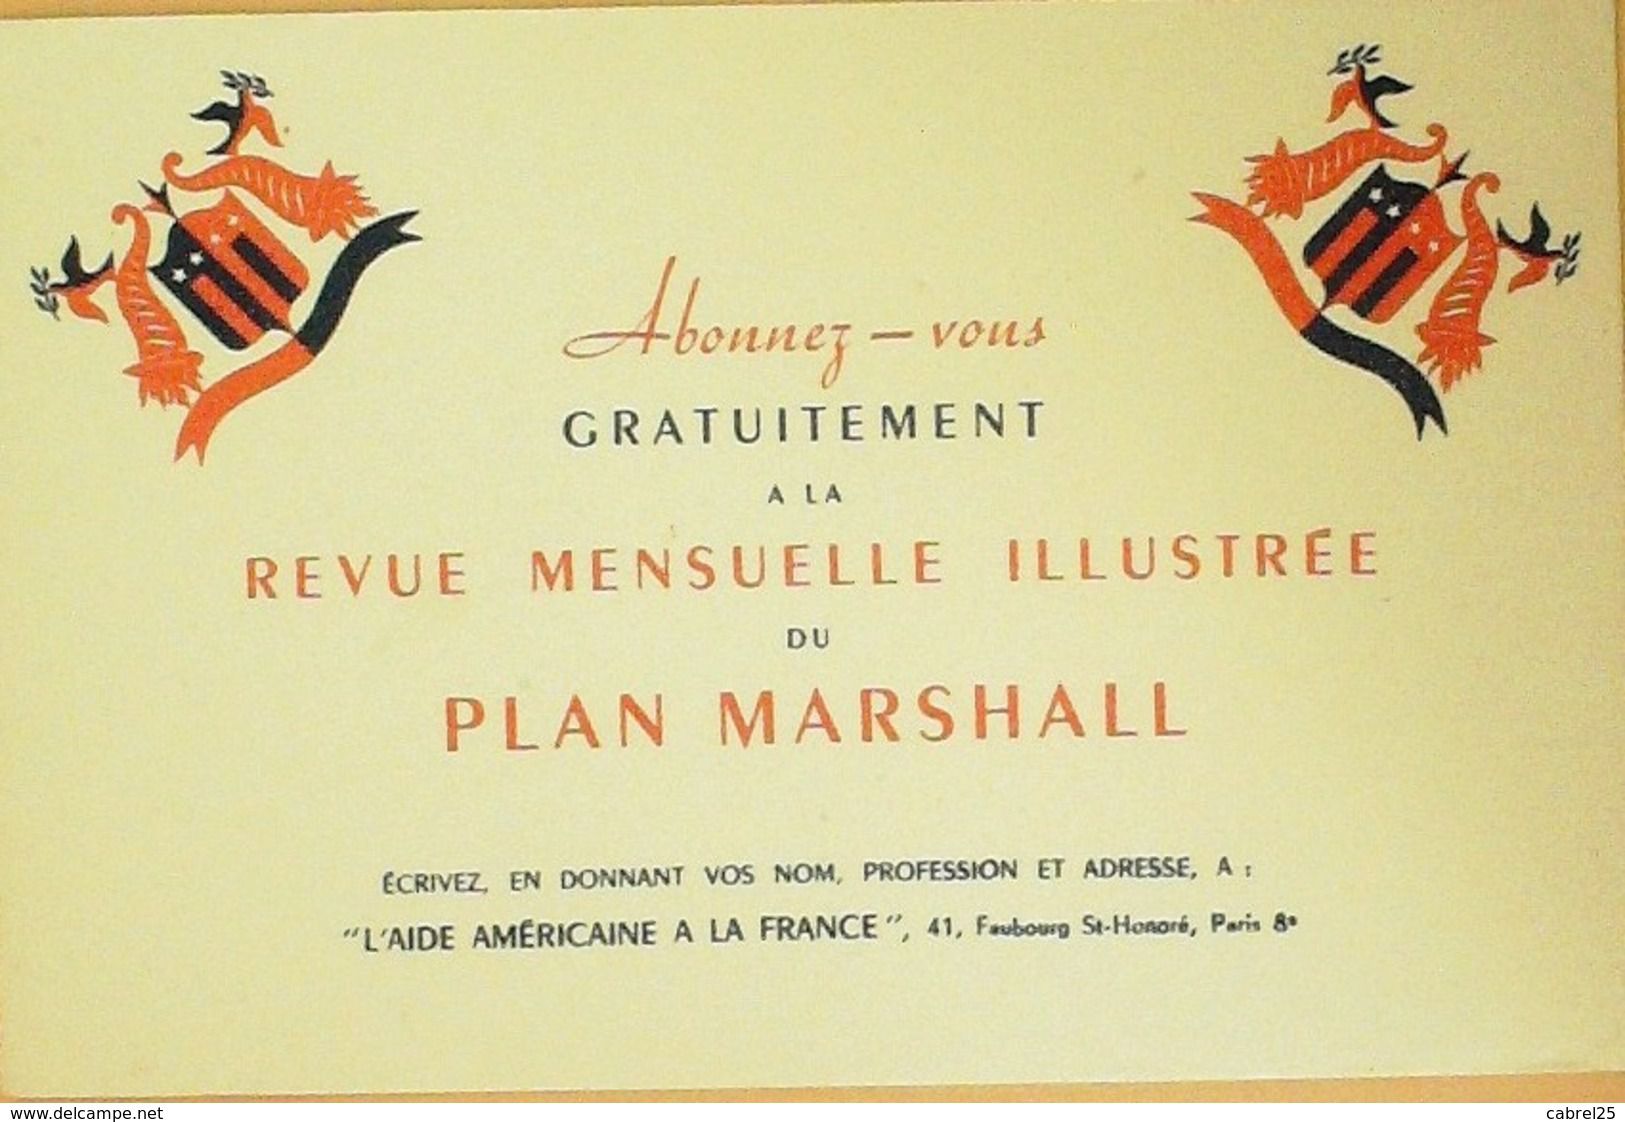 Abonnez-vous
GRATUITEMENT
A LA
REVUE MENSUELLE ILLUSTRÉE
DU
PLAN MARSHALL
ÉCRIVEZ, EN DONNANT VOS NOM, PROFESSION ET ADRESSE, A :
"L'AIDE AMÉRICAINE A LA FRANCE", 41, Faubourg St-Honoré, Paris 8e
www.delcampe.net
cabrel25